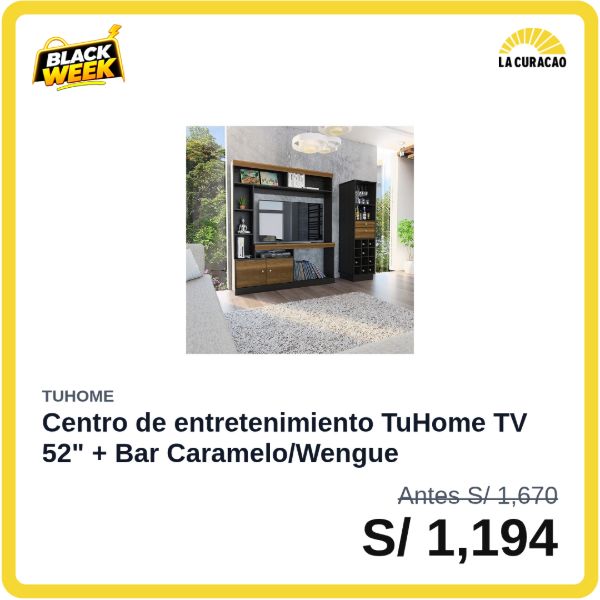 BLACK
WEEK
LA CURACAO
TUHOME
Centro de entretenimiento TuHome TV
52" + Bar Caramelo/Wengue
Antes S/ 1,670
S/ 1,194